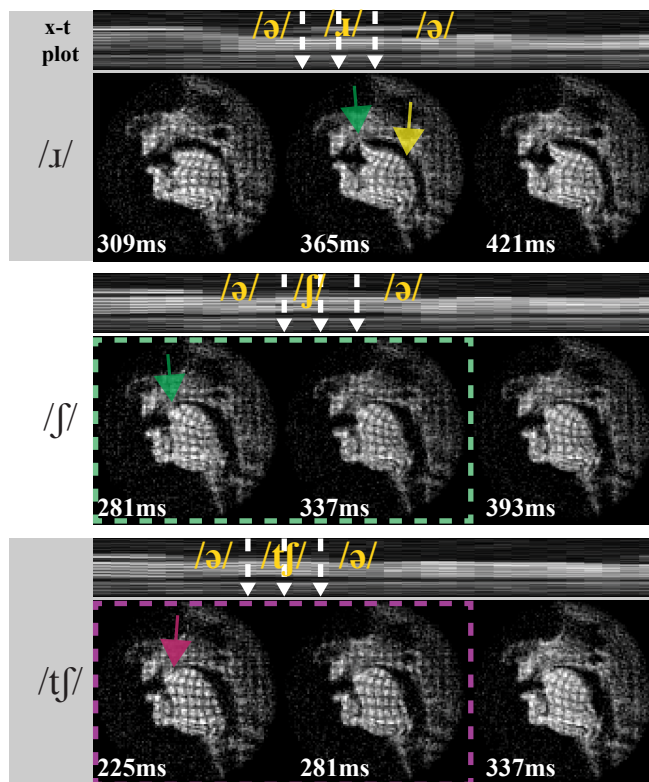 x-t plot
/ə/ /ɹ/ /ə/
/ɹ/
309ms 365ms 421ms
/ə/ /ʃ/ /ə/
/ʃ/
281ms 337ms 393ms
/ə/ /tʃ/ /ə/
/tʃ/
225ms 281ms 337ms